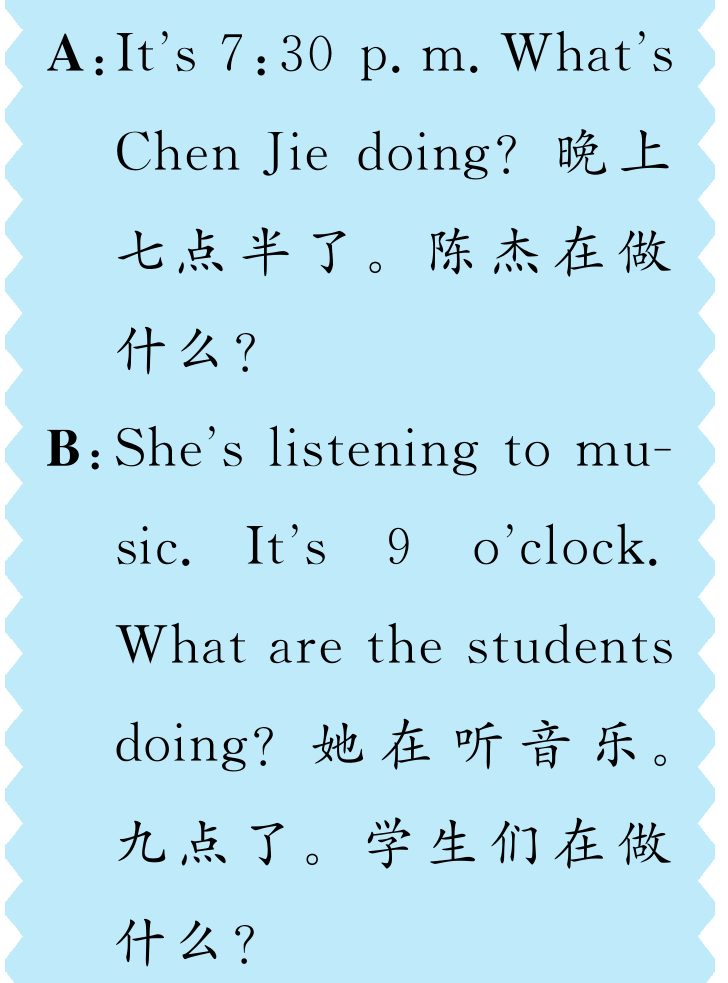 A:It's 7:30 p. m. What's
Chen Jie doing? 晚上
七点半了。陈杰在做
什么?
B:She's listening to mu-
sic. It's 9 o'clock.
What are the students
doing? 她在听音乐。
九点了。学生们在做
什么?